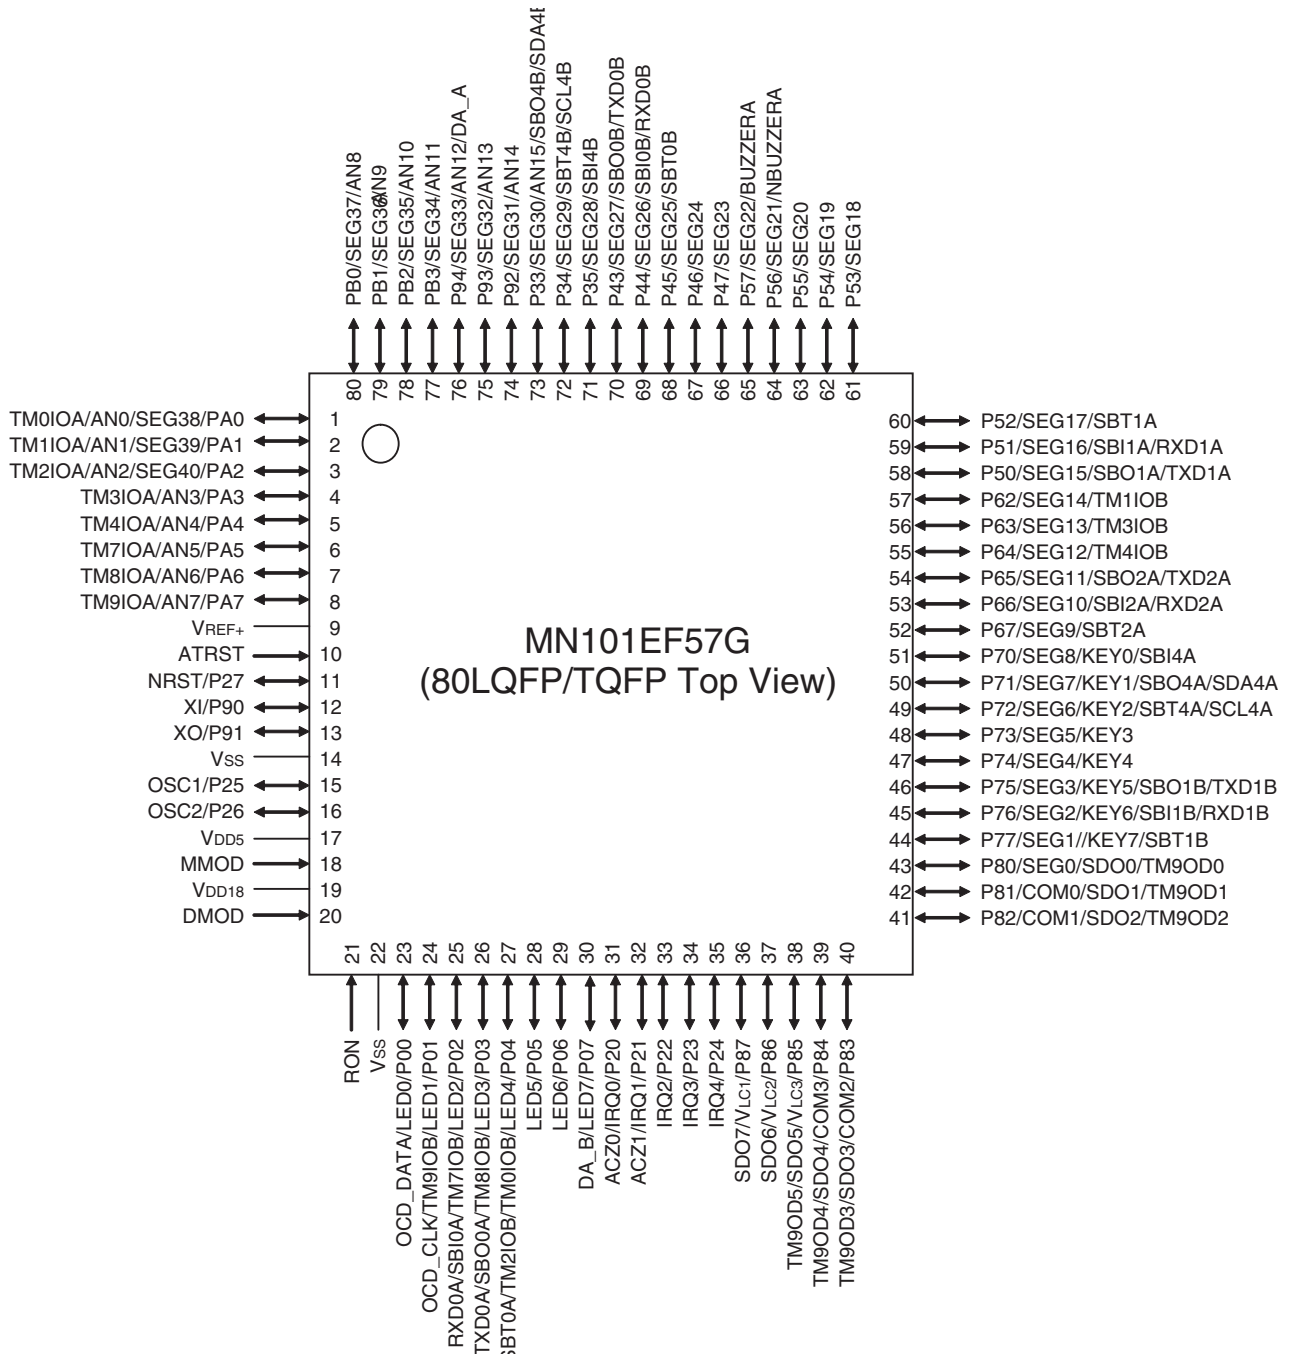 PB0/SEG37/AN8
PB1/SEG36/AN9
PB2/SEG35/AN10
PB3/SEG34/AN11
P94/SEG33/AN12/DA_A
P93/SEG32/AN13
P92/SEG31/AN14
P33/SEG30/AN15/SBO4B/
P34/SEG29/SBT4B/SCL4B
P35/SEG28/SBI4B
P43/SEG27/SBO0B/TXD0B
P44/SEG26/SBI0B/RXD0B
P45/SEG25/SBT0B
P46/SEG24
P47/SEG23
P57/SEG22/BUZZERA
P56/SEG21/NBUZZERA
P55/SEG20
P54/SEG19
P53/SEG18
80 79 78 77 76 75 74 73 72 71 70 69 68 67 66 65 64 63 62 61
TM0IOA/AN0/SEG38/PA0 1
TM1IOA/AN1/SEG39/PA1 2
TM2IOA/AN2/SEG40/PA2 3
TM3IOA/AN3/PA3 4
TM4IOA/AN4/PA4 5
TM7IOA/AN5/PA5 6
TM8IOA/AN6/PA6 7
TM9IOA/AN7/PA7 8
VREF+ 9
ATRST 10
NRST/P27 11
XI/P90 12
XO/P91 13
VSS 14
OSC1/P25 15
OSC2/P26 16
VDD5 17
MMOD 18
VDD18 19
DMOD 20
MN101EF57G
(80LQFP/TQFP Top View)
60 P52/SEG17/SBT1A
59 P51/SEG16/SBI1A/RXD1A
58 P50/SEG15/SBO1A/TXD1A
57 P62/SEG14/TM1IOB
56 P63/SEG13/TM3IOB
55 P64/SEG12/TM4IOB
54 P65/SEG11/SBO2A/TXD2A
53 P66/SEG10/SBI2A/RXD2A
52 P67/SEG9/SBT2A
51 P70/SEG8/KEY0/SBI4A
50 P71/SEG7/KEY1/SBO4A/SDA4A
49 P72/SEG6/KEY2/SBT4A/SCL4A
48 P73/SEG5/KEY3
47 P74/SEG4/KEY4
46 P75/SEG3/KEY5/SBO1B/TXD1B
45 P76/SEG2/KEY6/SBI1B/RXD1B
44 P77/SEG1//KEY7/SBT1B
43 P80/SEG0/SDO0/TM9OD0
42 P81/COM0/SDO1/TM9OD1
41 P82/COM1/SDO2/TM9OD2
21 22 23 24 25 26 27 28 29 30 31 32 33 34 35 36 37 38 39 40
RON
VSS
OCD_DATA/LED0/P00
OCD_CLK/TM9IOB/LED1/P01
RXD0A/SBI0A/TM7IOB/LED2/P02
TXD0A/SBO0A/TM8IOB/LED3/P03
SBT0A/TM2IOB/TM0IOB/LED4/P04
LED5/P05
LED6/P06
DA_B/LED7/P07
ACZ0/IRQ0/P20
ACZ1/IRQ1/P21
IRQ2/P22
IRQ3/P23
IRQ4/P24
SDO7/VLC1/P87
SDO6/VLC2/P86
TM9OD5/SDO5/VLC3/P85
TM9OD4/SDO4/COM3/P84
TM9OD3/SDO3/COM2/P83